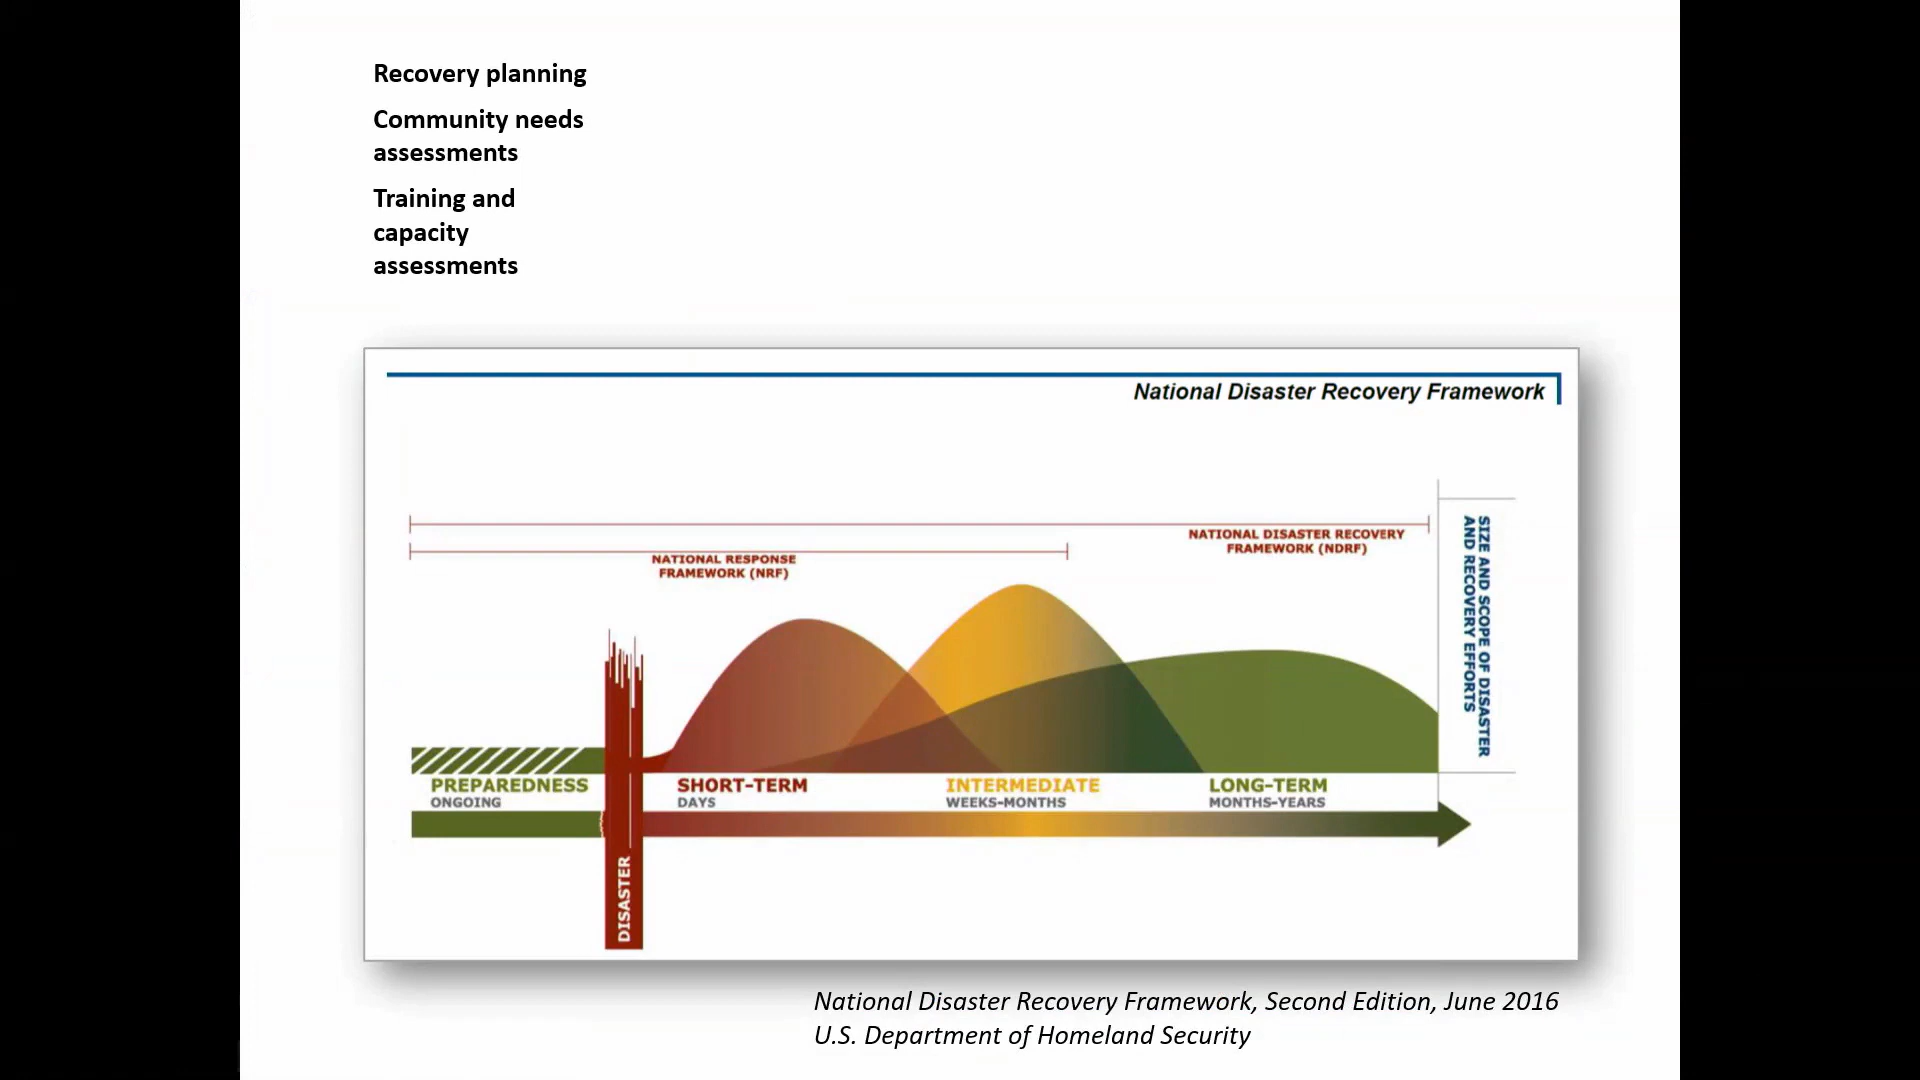 Recovery planning
Community needs
assessments
Training and
capacity
assessments
National Disaster Recovery Framework
NATIONAL DISASTER RECOVERY
FRAMEWORK (NDRF)
NATIONAL RESPONSE
FRAMEWORK (NRF)
SIZE AND SCOPE OF DISASTER
AND RECOVERY EFFORTS
PREPAREDNESS
ONGOING
SHORT-TERM
DAYS
INTERMEDIATE
WEEKS-MONTHS
LONG-TERM
MONTHS-YEARS
DISASTER
National Disaster Recovery Framework, Second Edition, June 2016
U.S. Department of Homeland Security